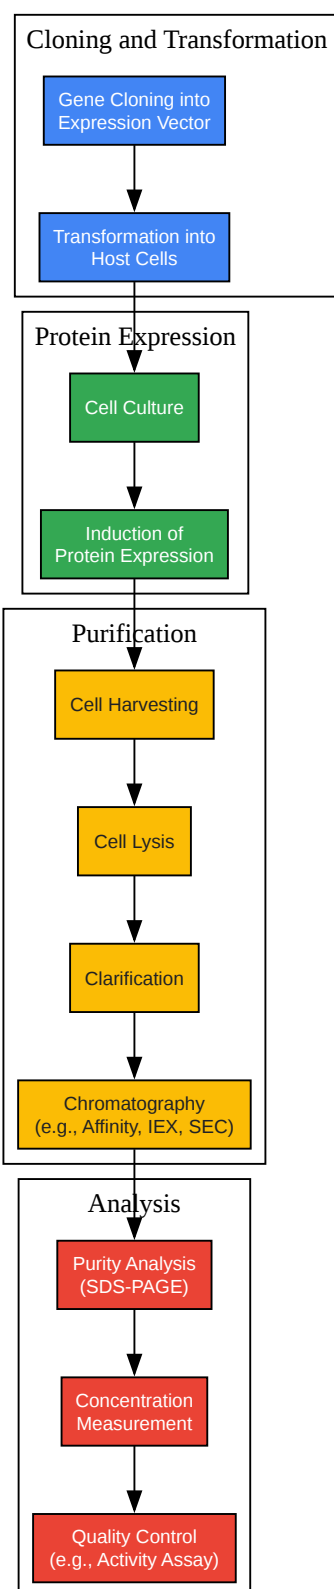 Cloning and Transformation
Gene Cloning into
Expression Vector
Transformation into
Host Cells
Protein Expression
Cell Culture
Induction of
Protein Expression
Purification
Cell Harvesting
Cell Lysis
Clarification
Chromatography
(e.g., Affinity, IEX, SEC)
Analysis
Purity Analysis
(SDS-PAGE)
Concentration
Measurement
Quality Control
(e.g., Activity Assay)